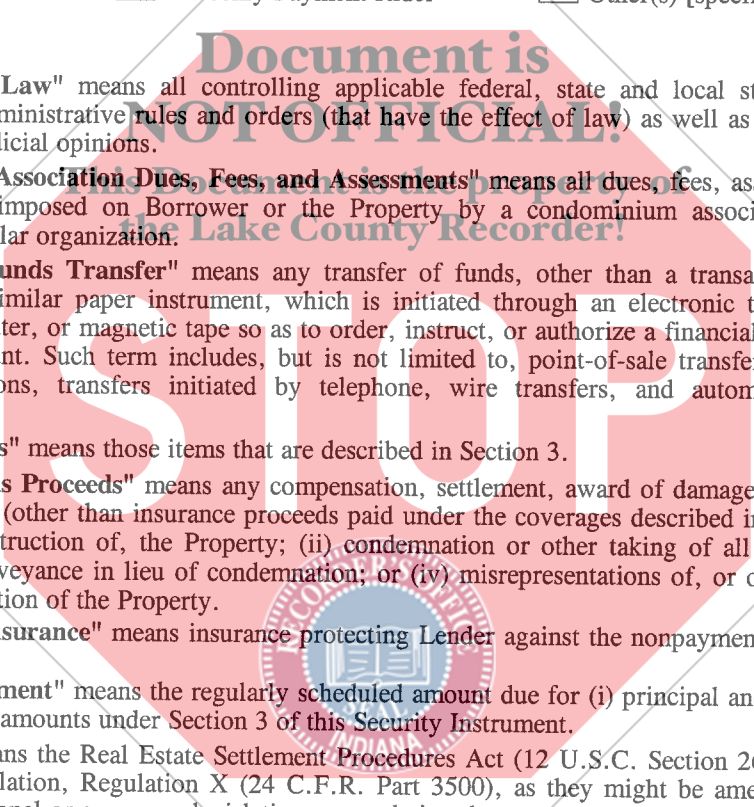 Other(s) [speci
Law" means all controlling applicable federal, state and local st
ministrative rules and orders (that have the effect of law) as well as
licial opinions.
Association Dues, Fees, and Assessments" means all dues, fees, as
imposed on Borrower or the Property by a condominium associ
lar organization.
unds Transfer" means any transfer of funds, other than a transa
imilar paper instrument, which is initiated through an electronic t
ter, or magnetic tape so as to order, instruct, or authorize a financial
nt. Such term includes, but is not limited to, point-of-sale transfe
ons, transfers initiated by telephone, wire transfers, and autom
s" means those items that are described in Section 3.
s Proceeds" means any compensation, settlement, award of damage
(other than insurance proceeds paid under the coverages described i
truction of, the Property; (ii) condemnation or other taking of all
veyance in lieu of condemnation; or (iv) misrepresentations of, or o
tion of the Property.
nsurance" means insurance protecting Lender against the nonpaymen
ment" means the regularly scheduled amount due for (i) principal an
amounts under Section 3 of this Security Instrument.
ans the Real Estate Settlement Procedures Act (12 U.S.C. Section 26
lation, Regulation X (24 C.F.R. Part 3500), as they might be ame
Document is
NOT OFFICIAL!
This Document is the property of
the Lake County Recorder!
STOP
RECORDER'S OFFICE
SEAL
INDIANA